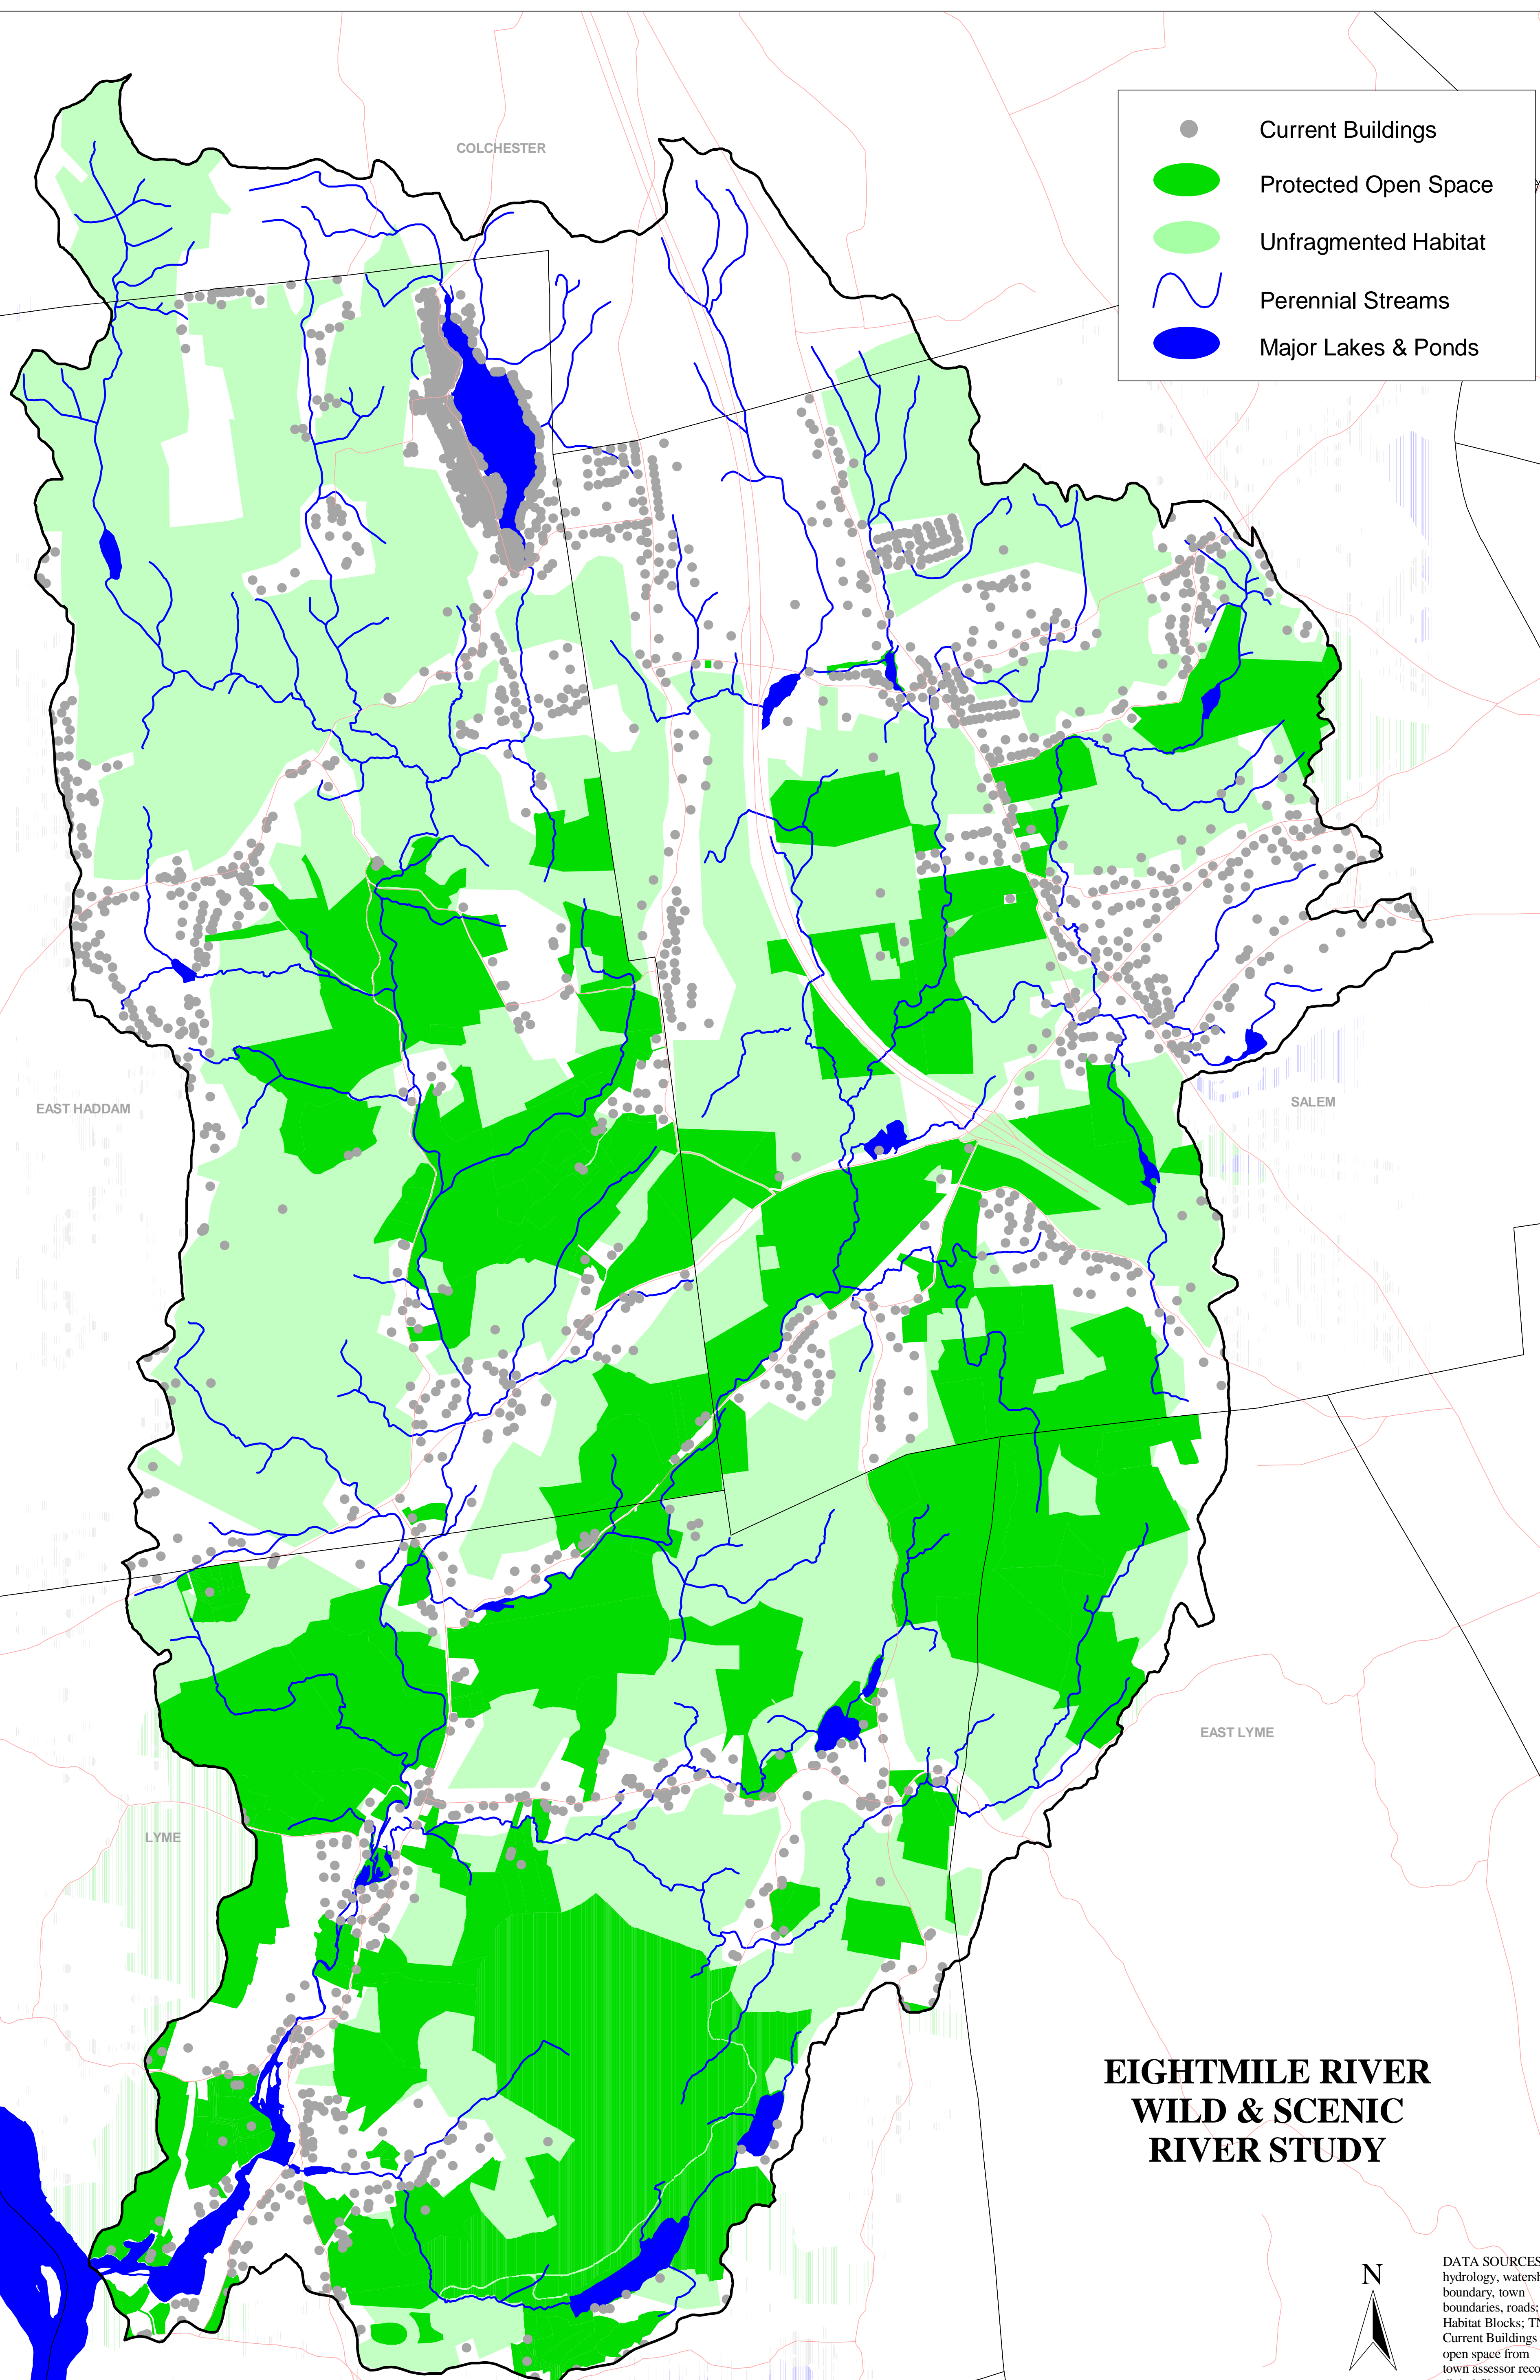 COLCHESTER
Current Buildings
Protected Open Space
Unfragmented Habitat
Perennial Streams
Major Lakes & Ponds
EAST HADDAM
SALEM
EAST LYME
LYME
EIGHTMILE RIVER
WILD & SCENIC
RIVER STUDY
N
DATA SOURCES
hydrology, watersh
boundary, town
boundaries, roads;
Habitat Blocks; TN
Current Buildings
open space from
town assessor reco